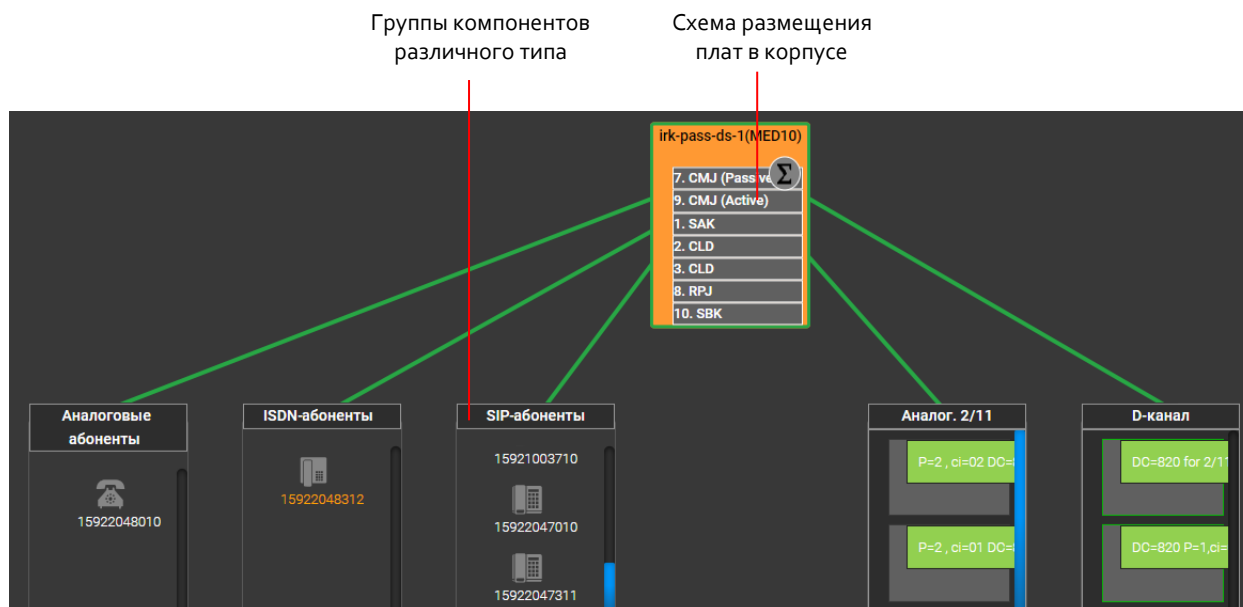 Группы компонентов
различного типа
Схема размещения
плат в корпусе
irk-pass-ds-1(MED10)
7. CMJ (Passive
Σ
9. CMJ (Active)
1. SAK
2. CLD
3. CLD
8. RPJ
10. SBK
Аналоговые
абоненты
15922048010
ISDN-абоненты
15922048312
SIP-абоненты
15921003710
15922047010
15922047311
Аналог. 2/11
P=2 , ci=02 DC=
P=2 , ci=01 DC=
D-канал
DC=820 for 2/1
DC=820 P=1,ci=